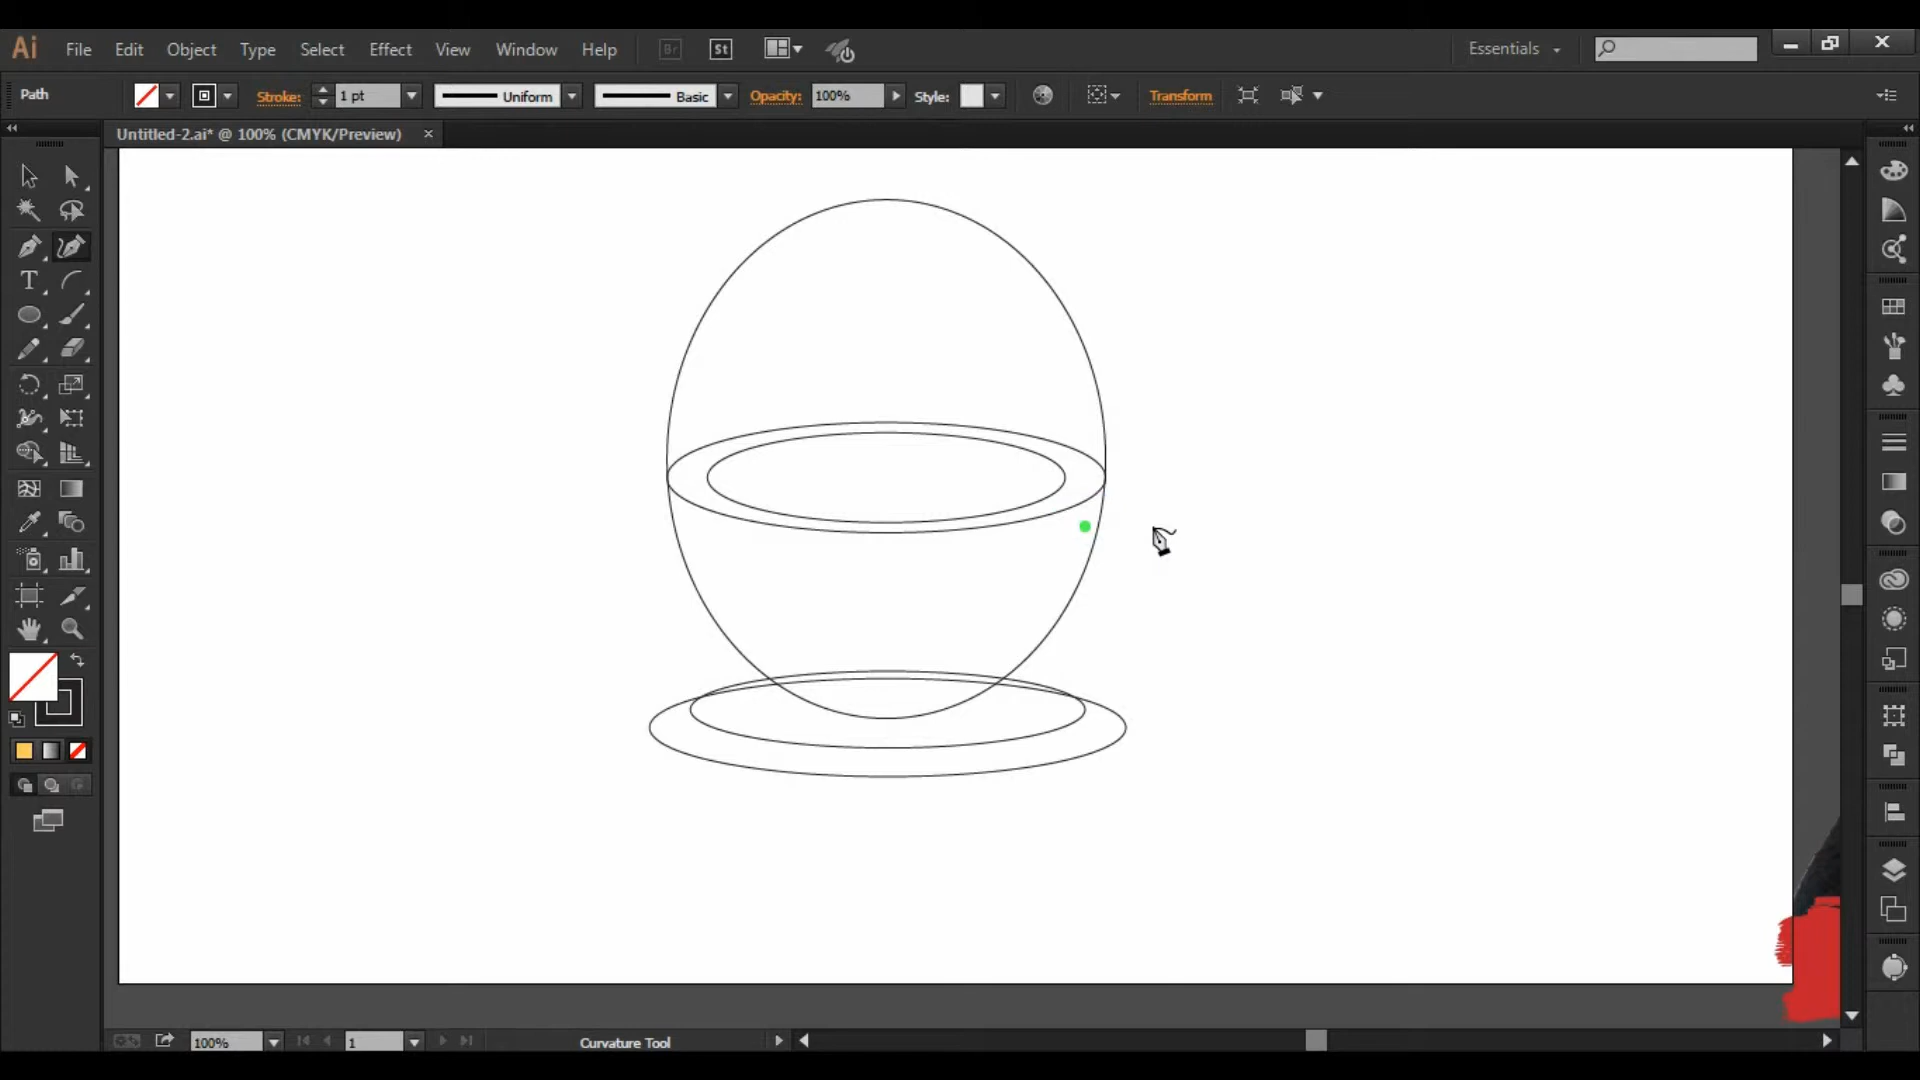 Ai File Edit Object Type Select Effect View Window Help Br St Essentials
Path Stroke: 1 pt Uniform Basic Opacity: 100% Style: Transform
Untitled-2.ai* @ 100% (CMYK/Preview)
T
100% 1 Curvature Tool